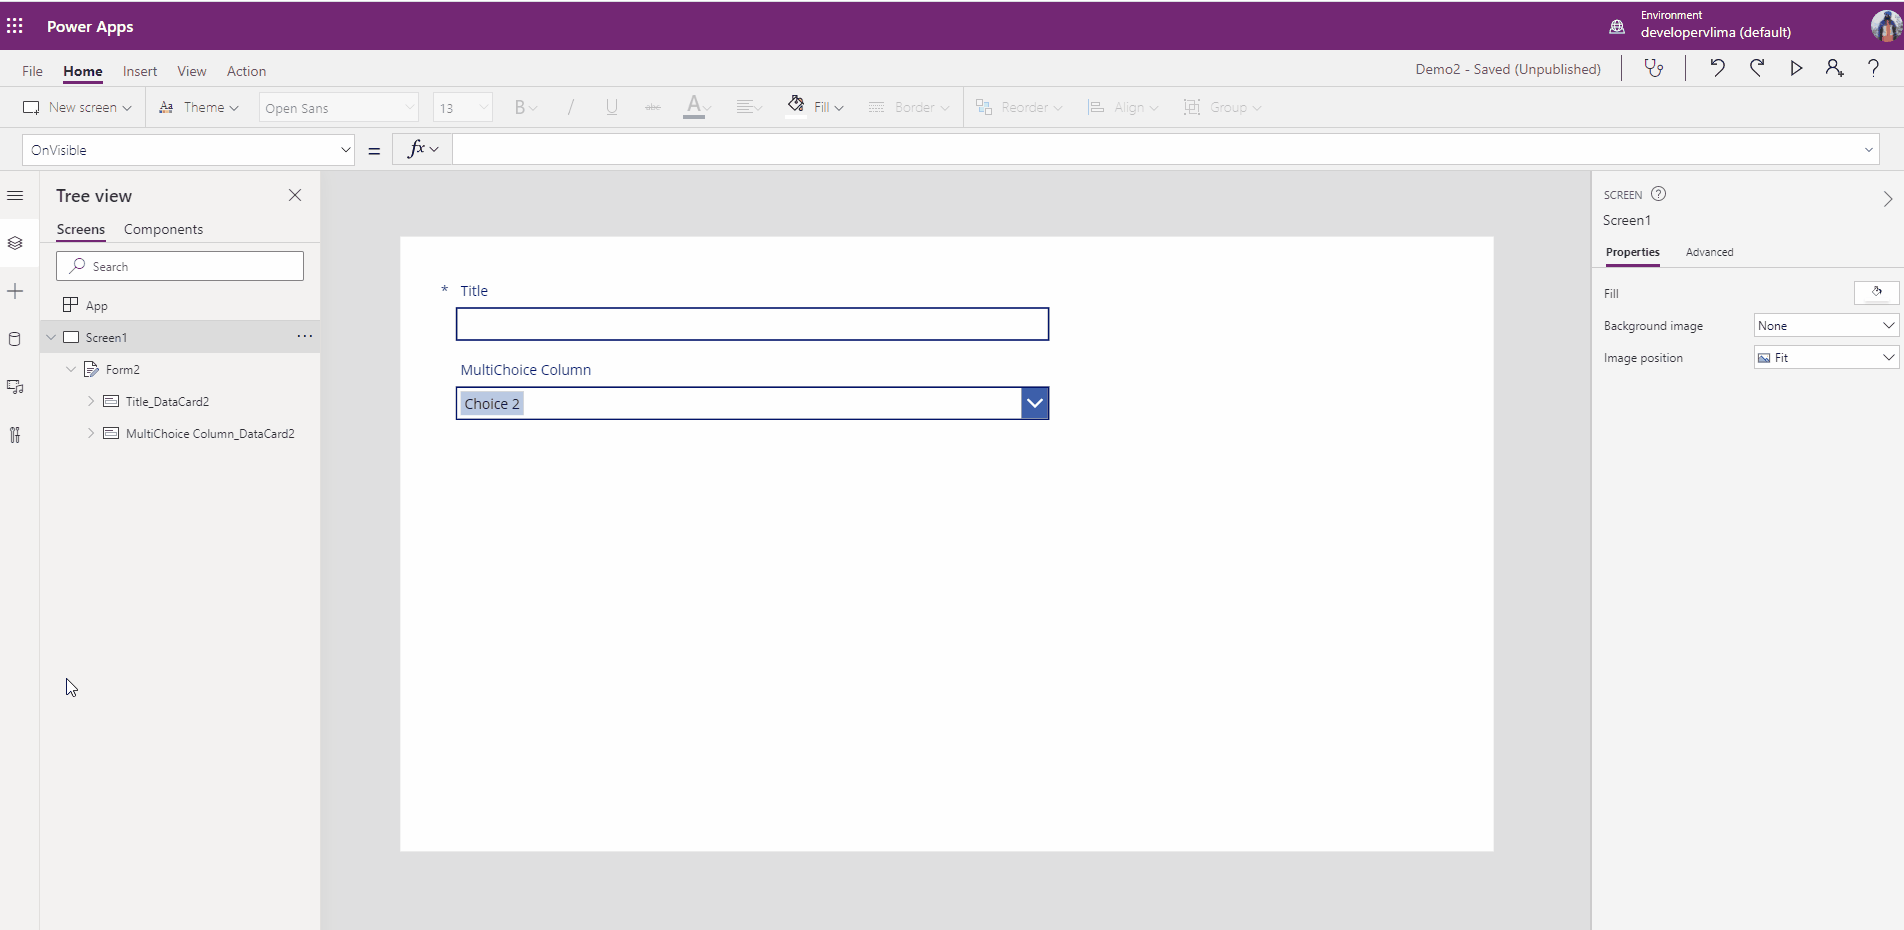 Power Apps
Environment
developervlima (default)
File Home Insert View Action
Demo2 - Saved (Unpublished)
?
New screen Aa Theme Open Sans 13 B / U abc A Fill Border Reorder Align Group
OnVisible = fx
Tree view
Screens Components
Search
App
Screen1
Form2
Title_DataCard2
MultiChoice Column_DataCard2
* Title
MultiChoice Column
Choice 2
SCREEN ?
Screen1
Properties Advanced
Fill
Background image None
Image position Fit